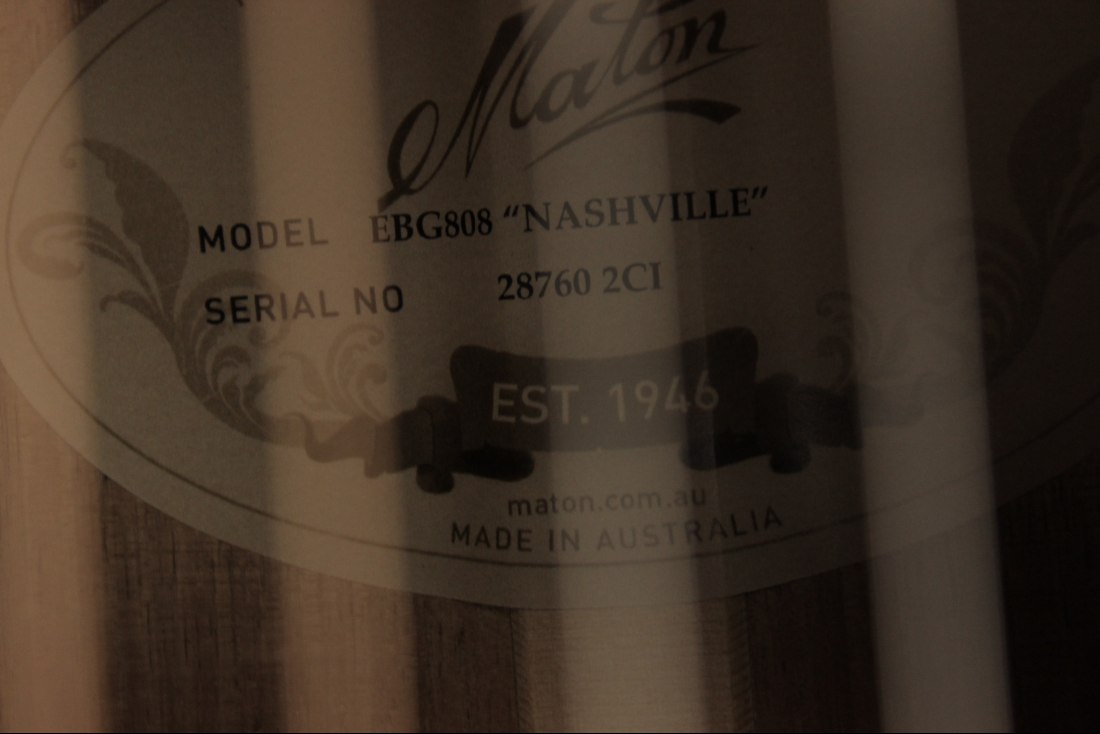 Maton
MODEL EBG808 “NASHVILLE”
SERIAL NO 28760 2CI
EST. 1946
maton.com.au
MADE IN AUSTRALIA